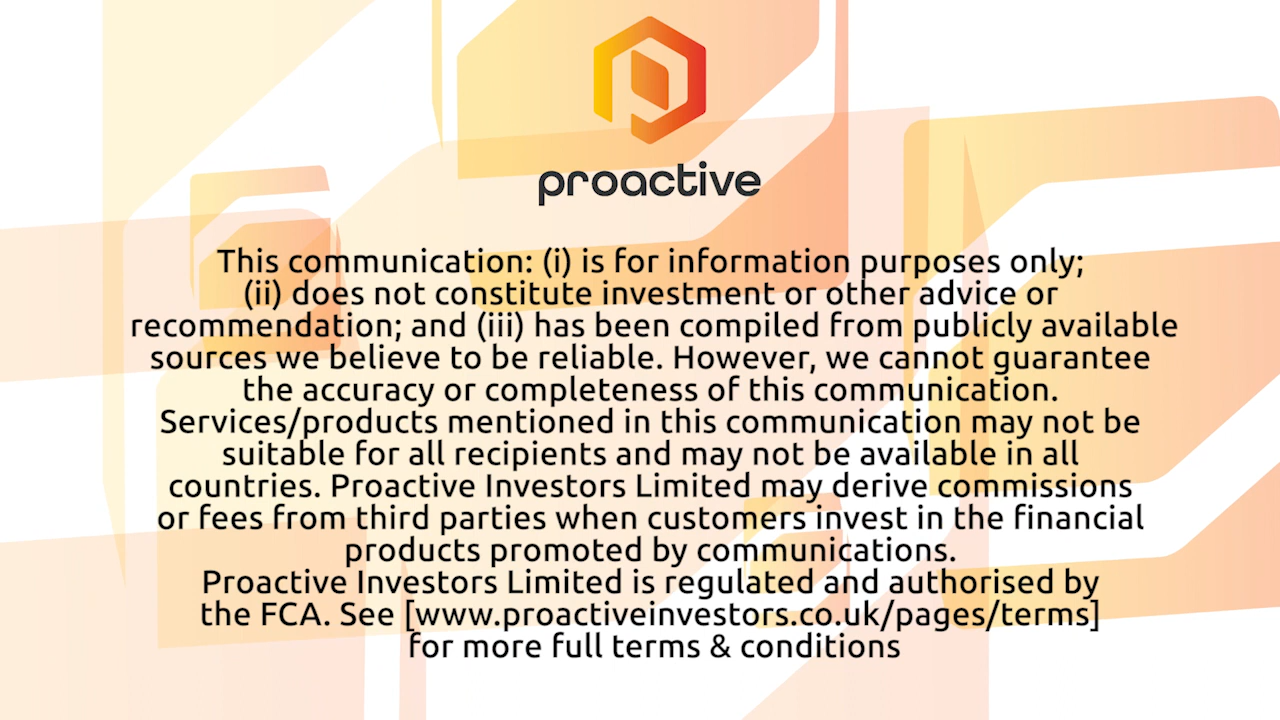 proactive
This communication: (i) is for information purposes only;
(ii) does not constitute investment or other advice or
recommendation; and (iii) has been compiled from publicly available
sources we believe to be reliable. However, we cannot guarantee
the accuracy or completeness of this communication.
Services/products mentioned in this communication may not be
suitable for all recipients and may not be available in all
countries. Proactive Investors Limited may derive commissions
or fees from third parties when customers invest in the financial
products promoted by communications.
Proactive Investors Limited is regulated and authorised by
the FCA. See [www.proactiveinvestors.co.uk/pages/terms]
for more full terms & conditions